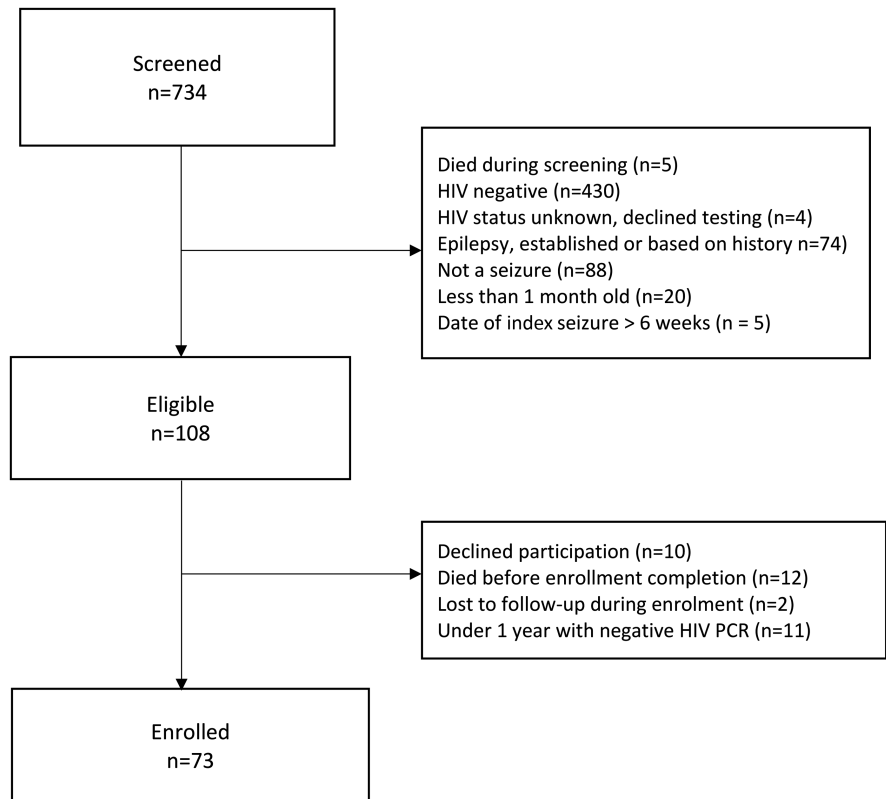 Screened
n=734
Died during screening (n=5)
HIV negative (n=430)
HIV status unknown, declined testing (n=4)
Epilepsy, established or based on history n=74)
Not a seizure (n=88)
Less than 1 month old (n=20)
Date of index seizure > 6 weeks (n = 5)
Eligible
n=108
Declined participation (n=10)
Died before enrollment completion (n=12)
Lost to follow-up during enrolment (n=2)
Under 1 year with negative HIV PCR (n=11)
Enrolled
n=73